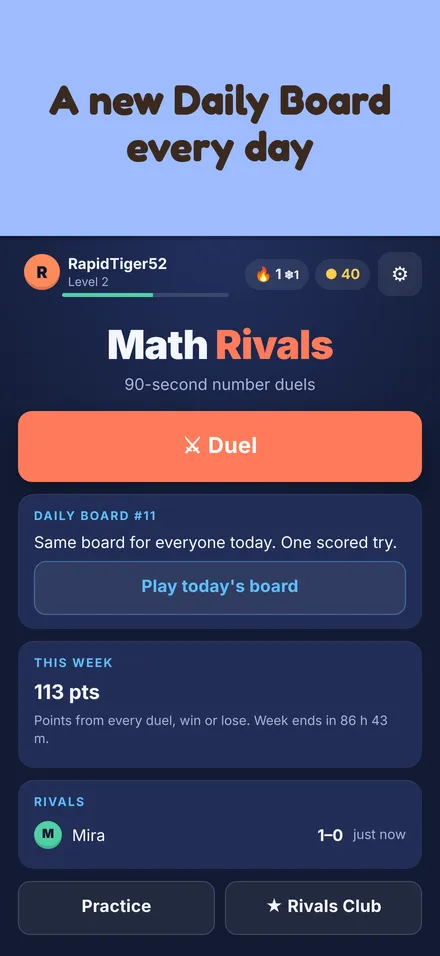 A new Daily Board
every day
R
RapidTiger52
Level 2
🔥 1 ❄1
40
⚙
Math Rivals
90-second number duels
⚔ Duel
DAILY BOARD #11
Same board for everyone today. One scored try.
Play today's board
THIS WEEK
113 pts
Points from every duel, win or lose. Week ends in 86 h 43
m.
RIVALS
M
Mira
1–0 just now
Practice
★ Rivals Club